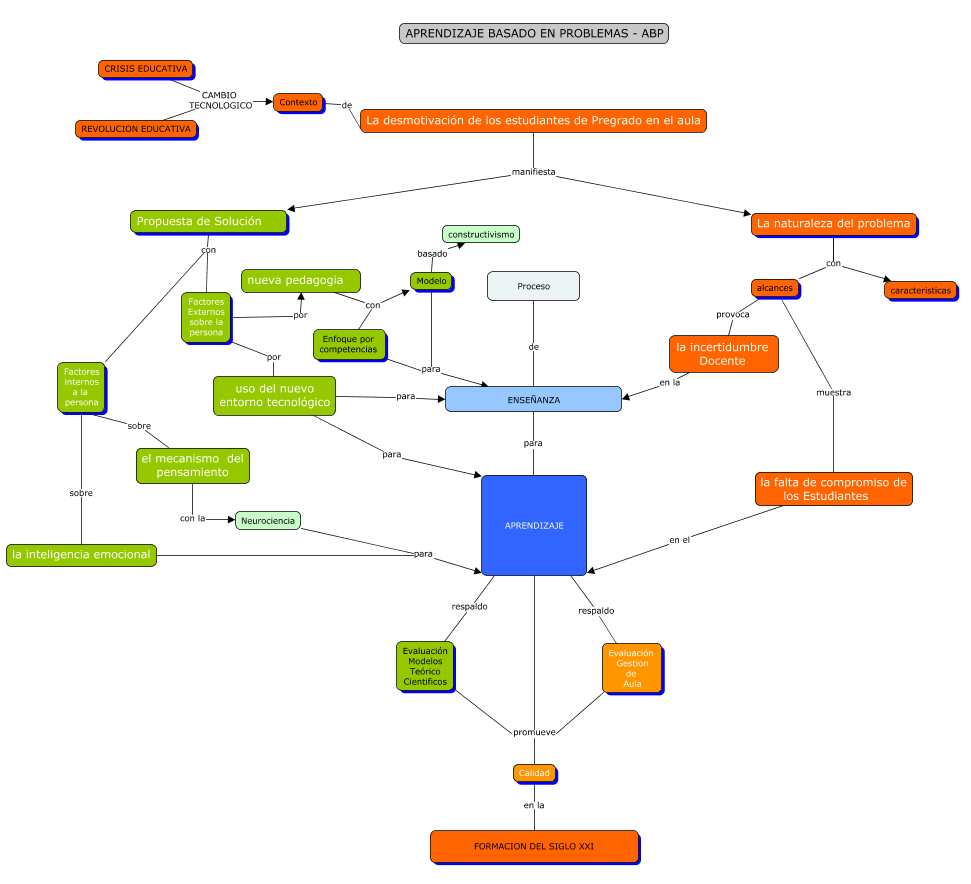 APRENDIZAJE BASADO EN PROBLEMAS - ABP
CRISIS EDUCATIVA
CAMBIO
TECNOLOGICO
Contexto
de
REVOLUCION EDUCATIVA
La desmotivación de los estudiantes de Pregrado en el aula
manifiesta
Propuesta de Solución
La naturaleza del problema
con
constructivismo
basado
con
nueva pedagogia
Modelo
Proceso
alcances
caracteristicas
Factores
Externos
sobre la
persona
por
con
provoca
Enfoque por
competencias
de
la incertidumbre
Docente
por
para
en la
Factores
internos
a la
persona
uso del nuevo
entorno tecnológico
para
ENSEÑANZA
muestra
sobre
para
para
el mecanismo  del
pensamiento
sobre
la falta de compromiso de
los Estudiantes
con la
Neurociencia
APRENDIZAJE
en el
la inteligencia emocional
para
respaldo
respaldo
Evaluación
Modelos
Teórico
Cientificos
Evaluación
Gestion
de
Aula
promueve
Calidad
en la
FORMACION DEL SIGLO XXI